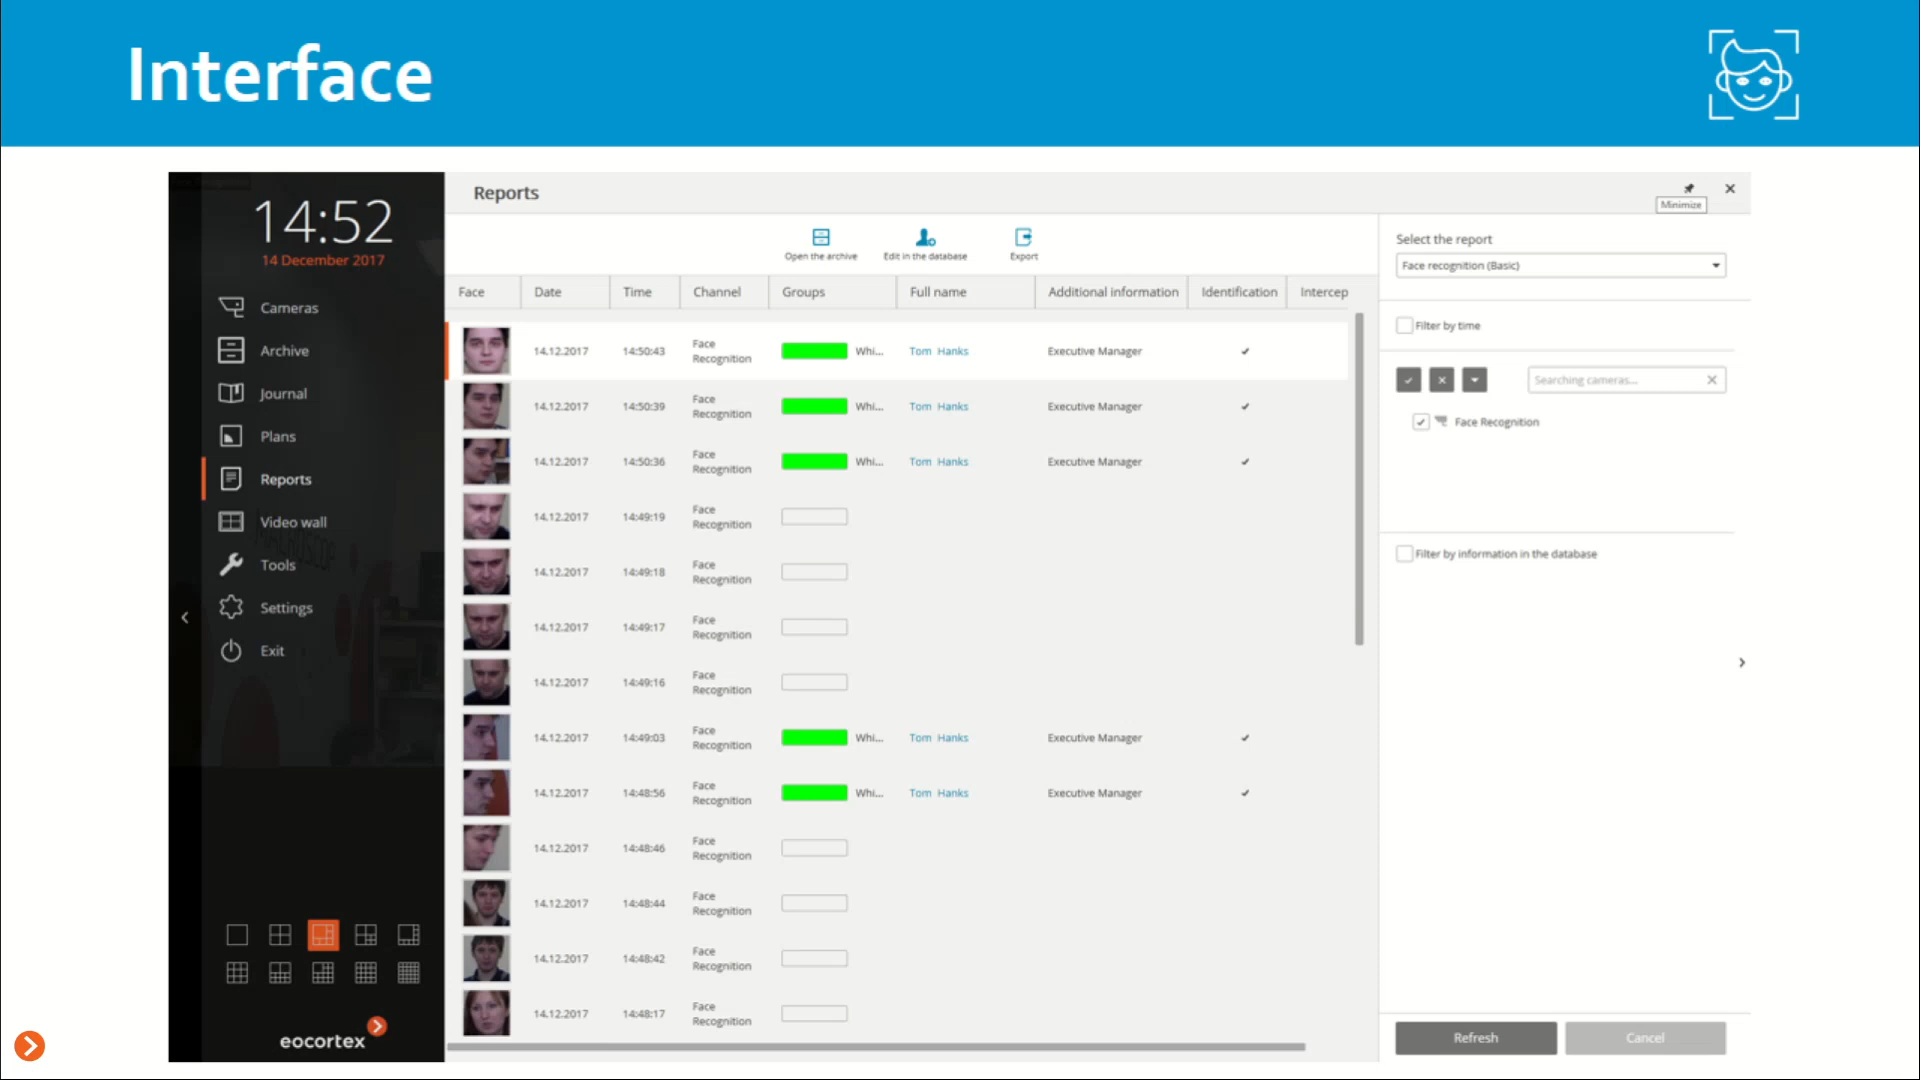 Interface
14:52
14 December 2017
Cameras
Archive
Journal
Plans
Reports
Video wall
Tools
Settings
Exit
eocortex
Reports
Minimize
Open the archive
Edit in the database
Export
Face Date Time Channel Groups Full name Additional information Identification Intercep
14.12.2017 14:50:43 Face Recognition Whi... Tom Hanks Executive Manager
14.12.2017 14:50:39 Face Recognition Whi... Tom Hanks Executive Manager
14.12.2017 14:50:36 Face Recognition Whi... Tom Hanks Executive Manager
14.12.2017 14:49:19 Face Recognition
14.12.2017 14:49:18 Face Recognition
14.12.2017 14:49:17 Face Recognition
14.12.2017 14:49:16 Face Recognition
14.12.2017 14:49:03 Face Recognition Whi... Tom Hanks Executive Manager
14.12.2017 14:48:56 Face Recognition Whi... Tom Hanks Executive Manager
14.12.2017 14:48:46 Face Recognition
14.12.2017 14:48:44 Face Recognition
14.12.2017 14:48:42 Face Recognition
14.12.2017 14:48:17 Face Recognition
Select the report
Face recognition (Basic)
Filter by time
Searching cameras...
Face Recognition
Filter by information in the database
Refresh
Cancel